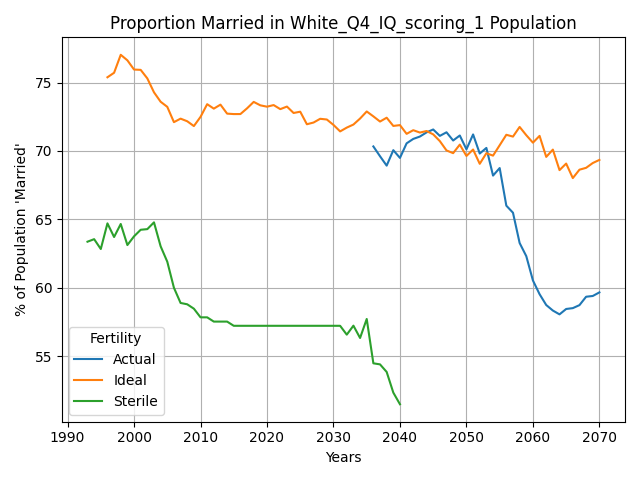 Proportion Married in White_Q4_IQ_scoring_1 Population
% of Population 'Married'
75
70
65
60
55
Fertility
Actual
Ideal
Sterile
1990 2000 2010 2020 2030 2040 2050 2060 2070
Years